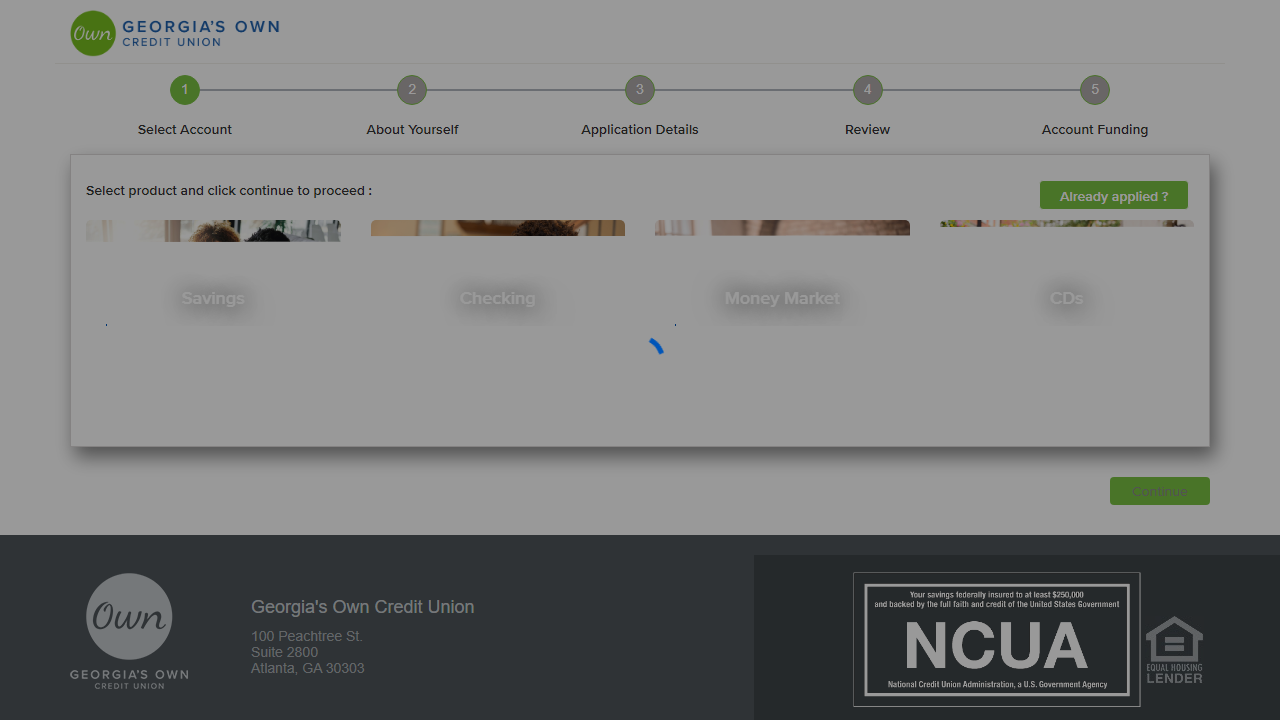 Own GEORGIA'S OWN
CREDIT UNION
1 2 3 4 5
Select Account About Yourself Application Details Review Account Funding
Select product and click continue to proceed :
Already applied ?
Savings Checking Money Market CDs
Continue
Own
GEORGIA'S OWN
CREDIT UNION
Georgia's Own Credit Union
100 Peachtree St.
Suite 2800
Atlanta, GA 30303
Your savings federally insured to at least $250,000
and backed by the full faith and credit of the United States Government
NCUA
National Credit Union Administration, a U.S. Government Agency
EQUAL HOUSING
LENDER